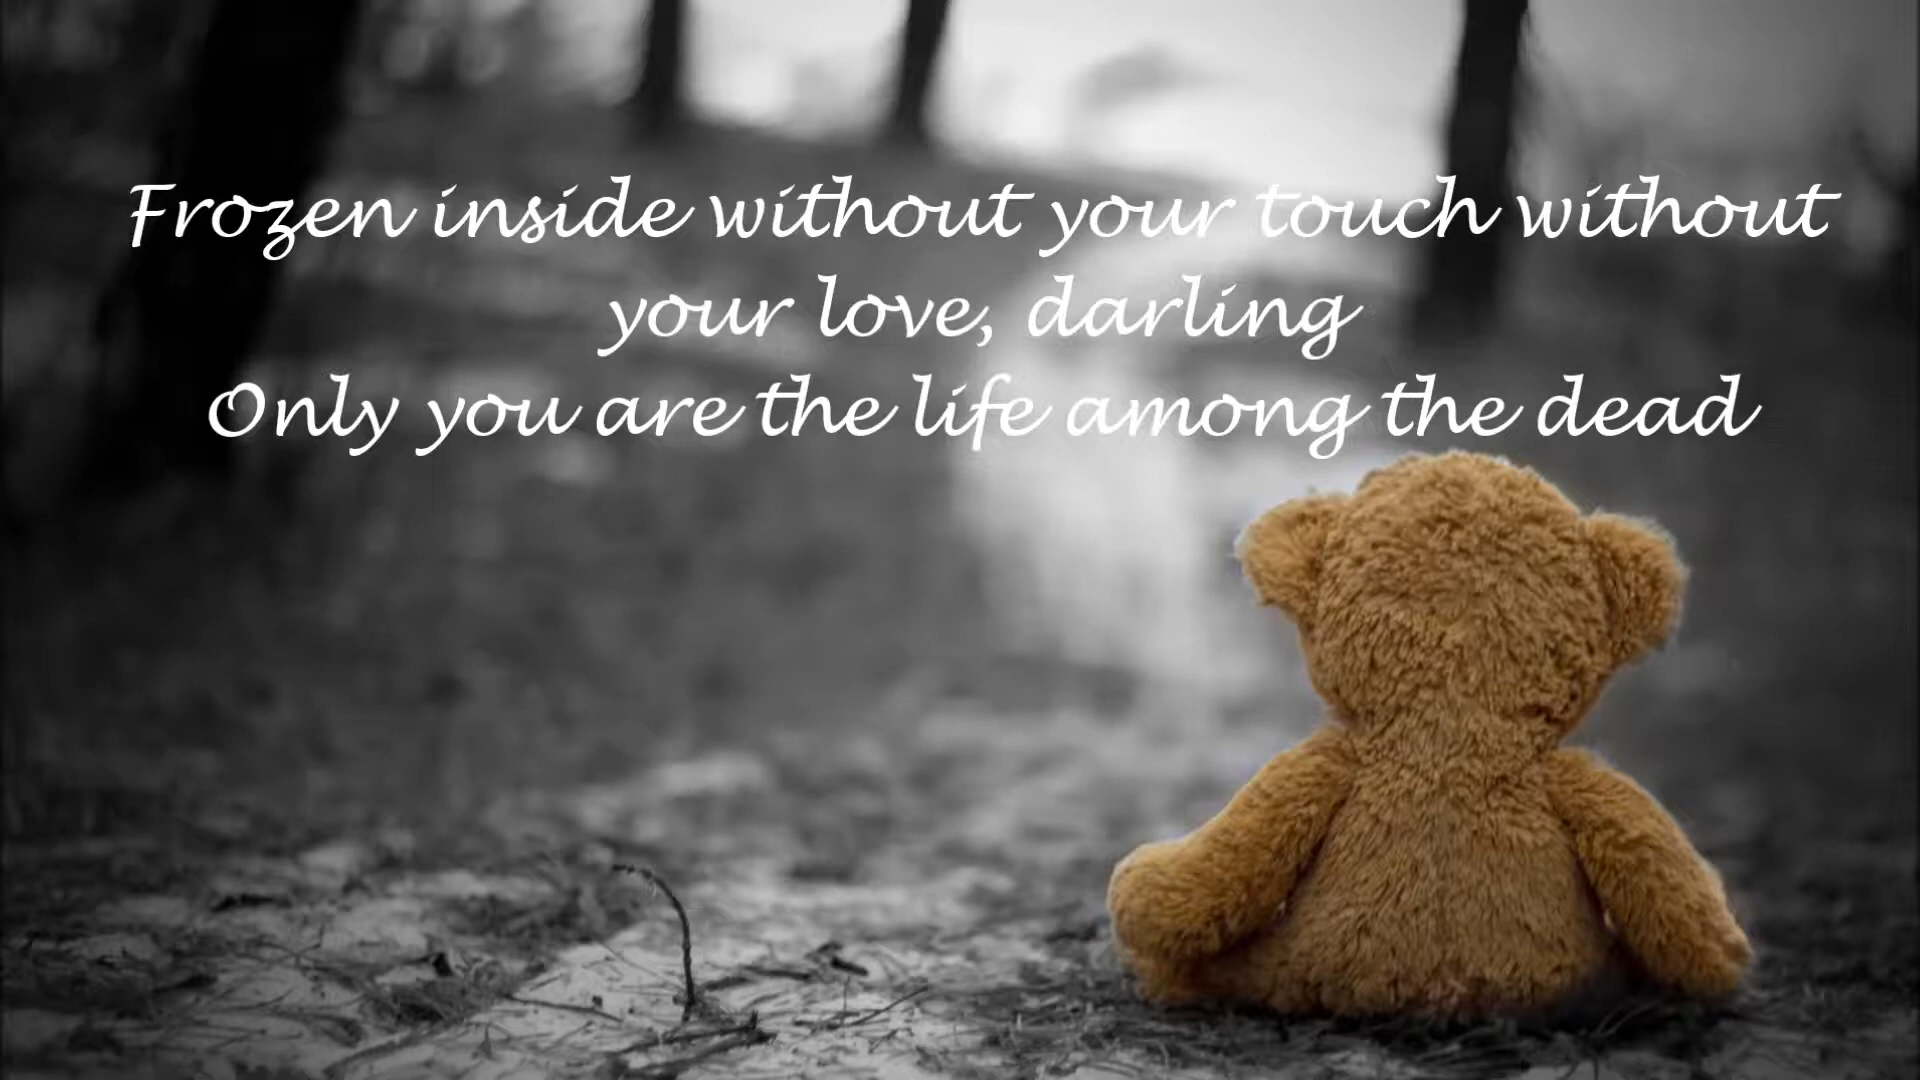 Frozen inside without your touch without
your love, darling
Only you are the life among the dead